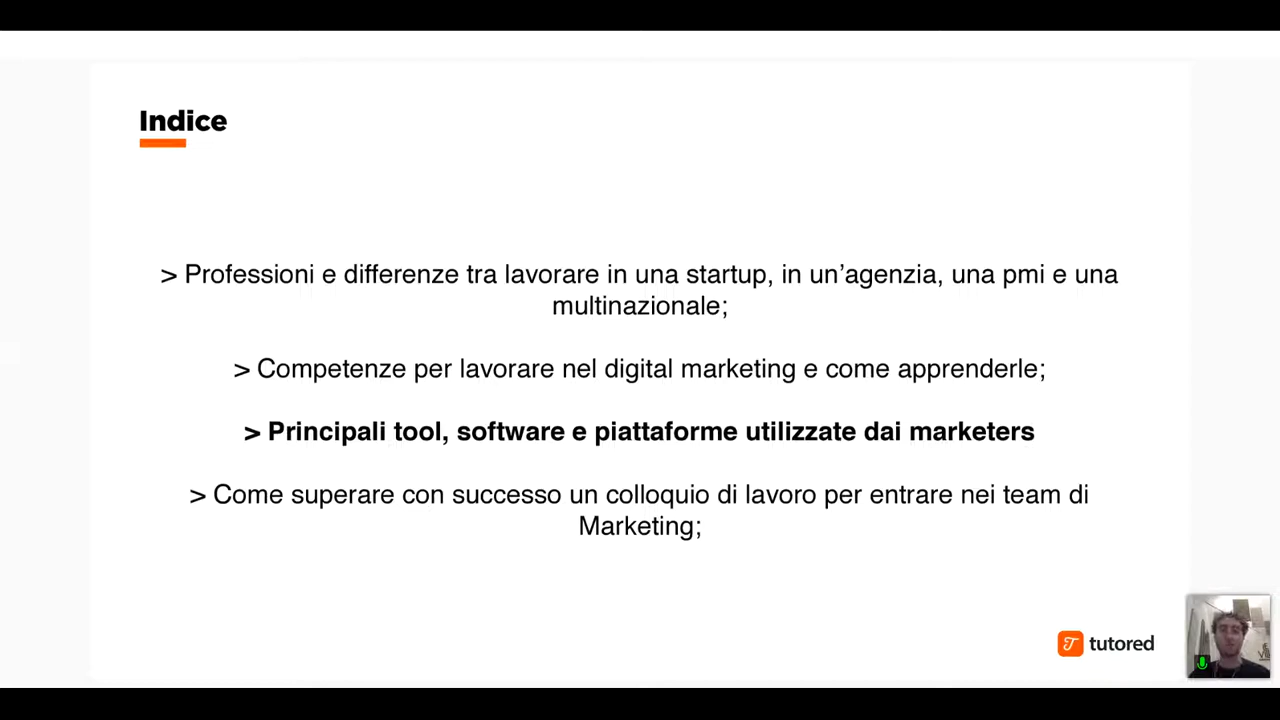 Indice
> Professioni e differenze tra lavorare in una startup, in un’agenzia, una pmi e una
multinazionale;
> Competenze per lavorare nel digital marketing e come apprenderle;
> Principali tool, software e piattaforme utilizzate dai marketers
> Come superare con successo un colloquio di lavoro per entrare nei team di
Marketing;
tutored